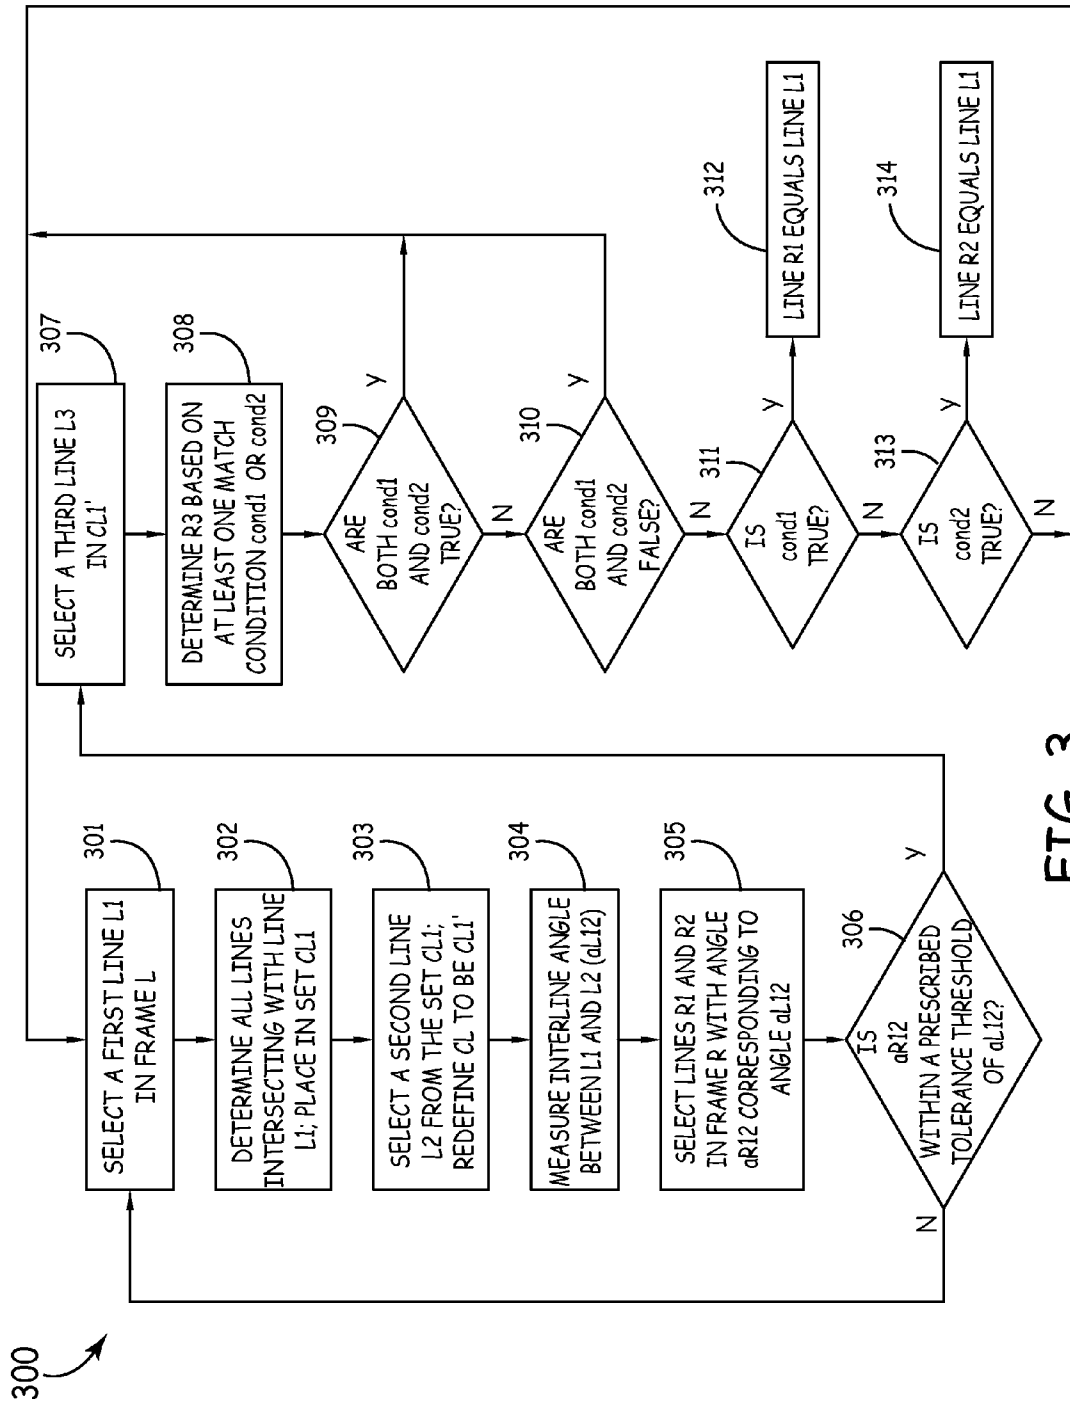 300
301
SELECT A FIRST LINE L1
IN FRAME L
302
DETERMINE ALL LINES
INTERSECTING WITH LINE
L1; PLACE IN SET CL1
303
SELECT A SECOND LINE
L2 FROM THE SET CL1;
REDEFINE CL TO BE CL1'
304
MEASURE INTERLINE ANGLE
BETWEEN L1 AND L2 (aL12)
305
SELECT LINES R1 AND R2
IN FRAME R WITH ANGLE
aR12 CORRESPONDING TO
ANGLE aL12
306
IS
aR12
WITHIN A PRESCRIBED
TOLERANCE THRESHOLD
OF aL12?
N
Y
307
SELECT A THIRD LINE L3
IN CL1'
308
DETERMINE R3 BASED ON
AT LEAST ONE MATCH
CONDITION cond1 OR cond2
309
ARE
BOTH cond1
AND cond2
TRUE?
Y
N
310
ARE
BOTH cond1
AND cond2
FALSE?
Y
N
311
IS
cond1
TRUE?
Y
N
312
LINE R1 EQUALS LINE L1
313
IS
cond2
TRUE?
Y
N
314
LINE R2 EQUALS LINE L1
FIG. 3